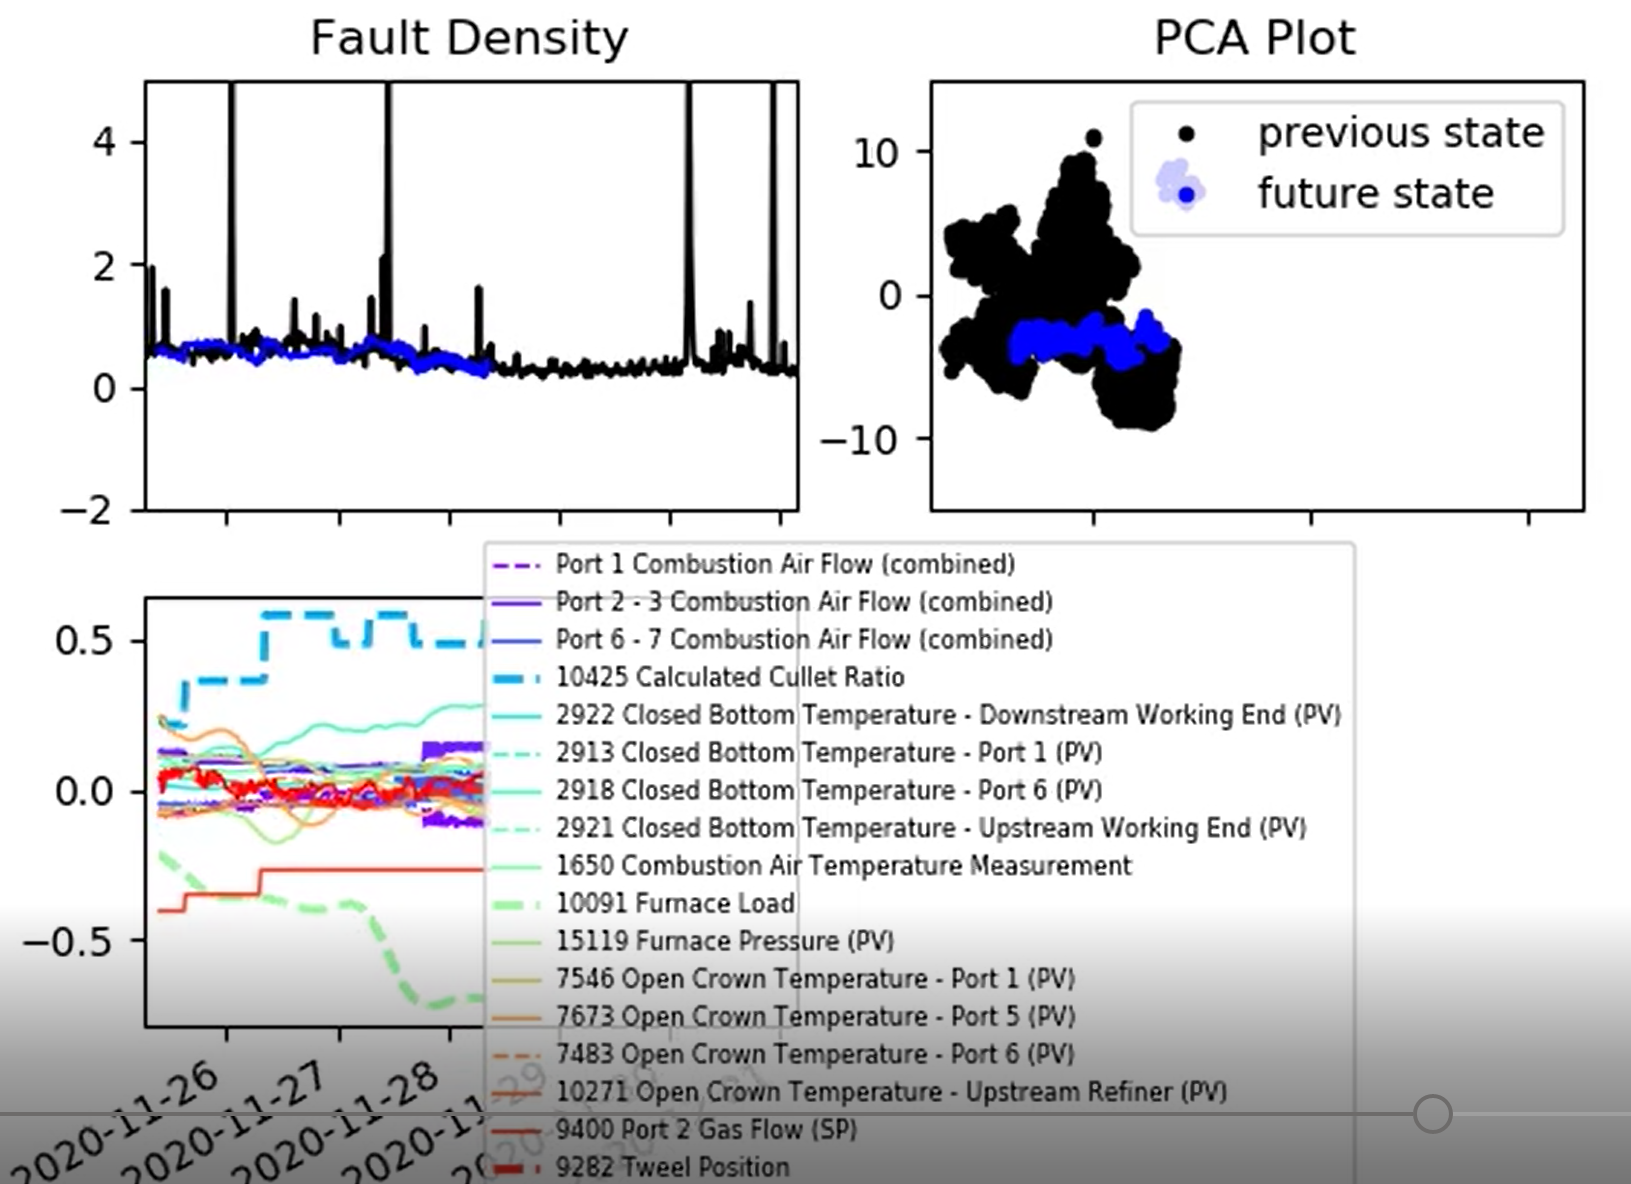 Fault Density
PCA Plot
4
2
0
−2
10
0
−10
previous state
future state
0.5
0.0
−0.5
Port 1 Combustion Air Flow (combined)
Port 2 - 3 Combustion Air Flow (combined)
Port 6 - 7 Combustion Air Flow (combined)
10425 Calculated Cullet Ratio
2922 Closed Bottom Temperature - Downstream Working End (PV)
2913 Closed Bottom Temperature - Port 1 (PV)
2918 Closed Bottom Temperature - Port 6 (PV)
2921 Closed Bottom Temperature - Upstream Working End (PV)
1650 Combustion Air Temperature Measurement
10091 Furnace Load
15119 Furnace Pressure (PV)
7546 Open Crown Temperature - Port 1 (PV)
7673 Open Crown Temperature - Port 5 (PV)
7483 Open Crown Temperature - Port 6 (PV)
10271 Open Crown Temperature - Upstream Refiner (PV)
9400 Port 2 Gas Flow (SP)
9282 Tweel Position
2020-11-26
2020-11-27
2020-11-28
2020-11-29